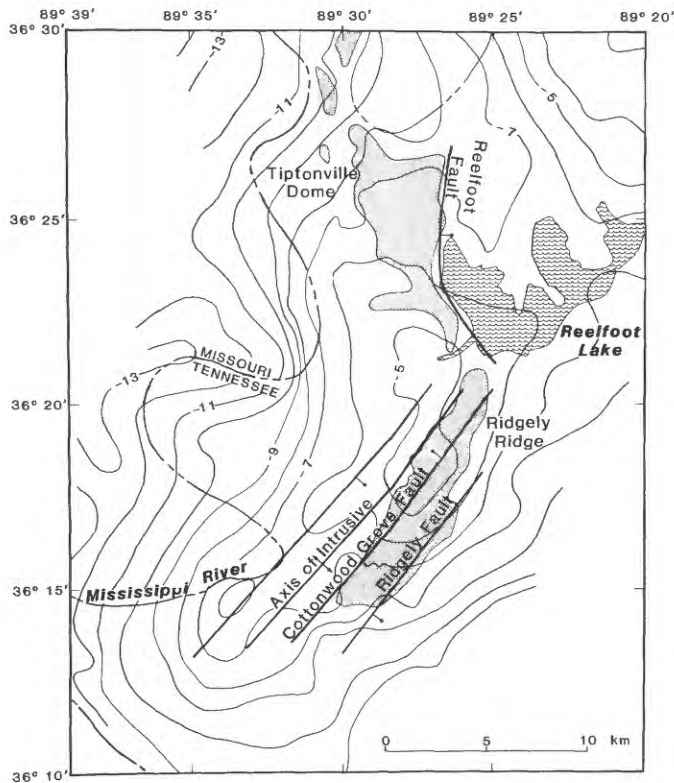 89° 39' 89° 35' 89° 30' 89° 25' 89° 20'
36° 30'
-13
-5
-11
-7
Reelfoot
Fault
Tiptonville
Dome
36° 25'
Reelfoot
Lake
MISSOURI
TENNESSEE
-13
-5
36° 20'
-11
Ridgely
Ridge
-9
-7
Axis of Intrusive
Cottonwood Grove Fault
Ridgely Fault
36° 15'
Mississippi River
-9
-11
0 5 10 km
36° 10'